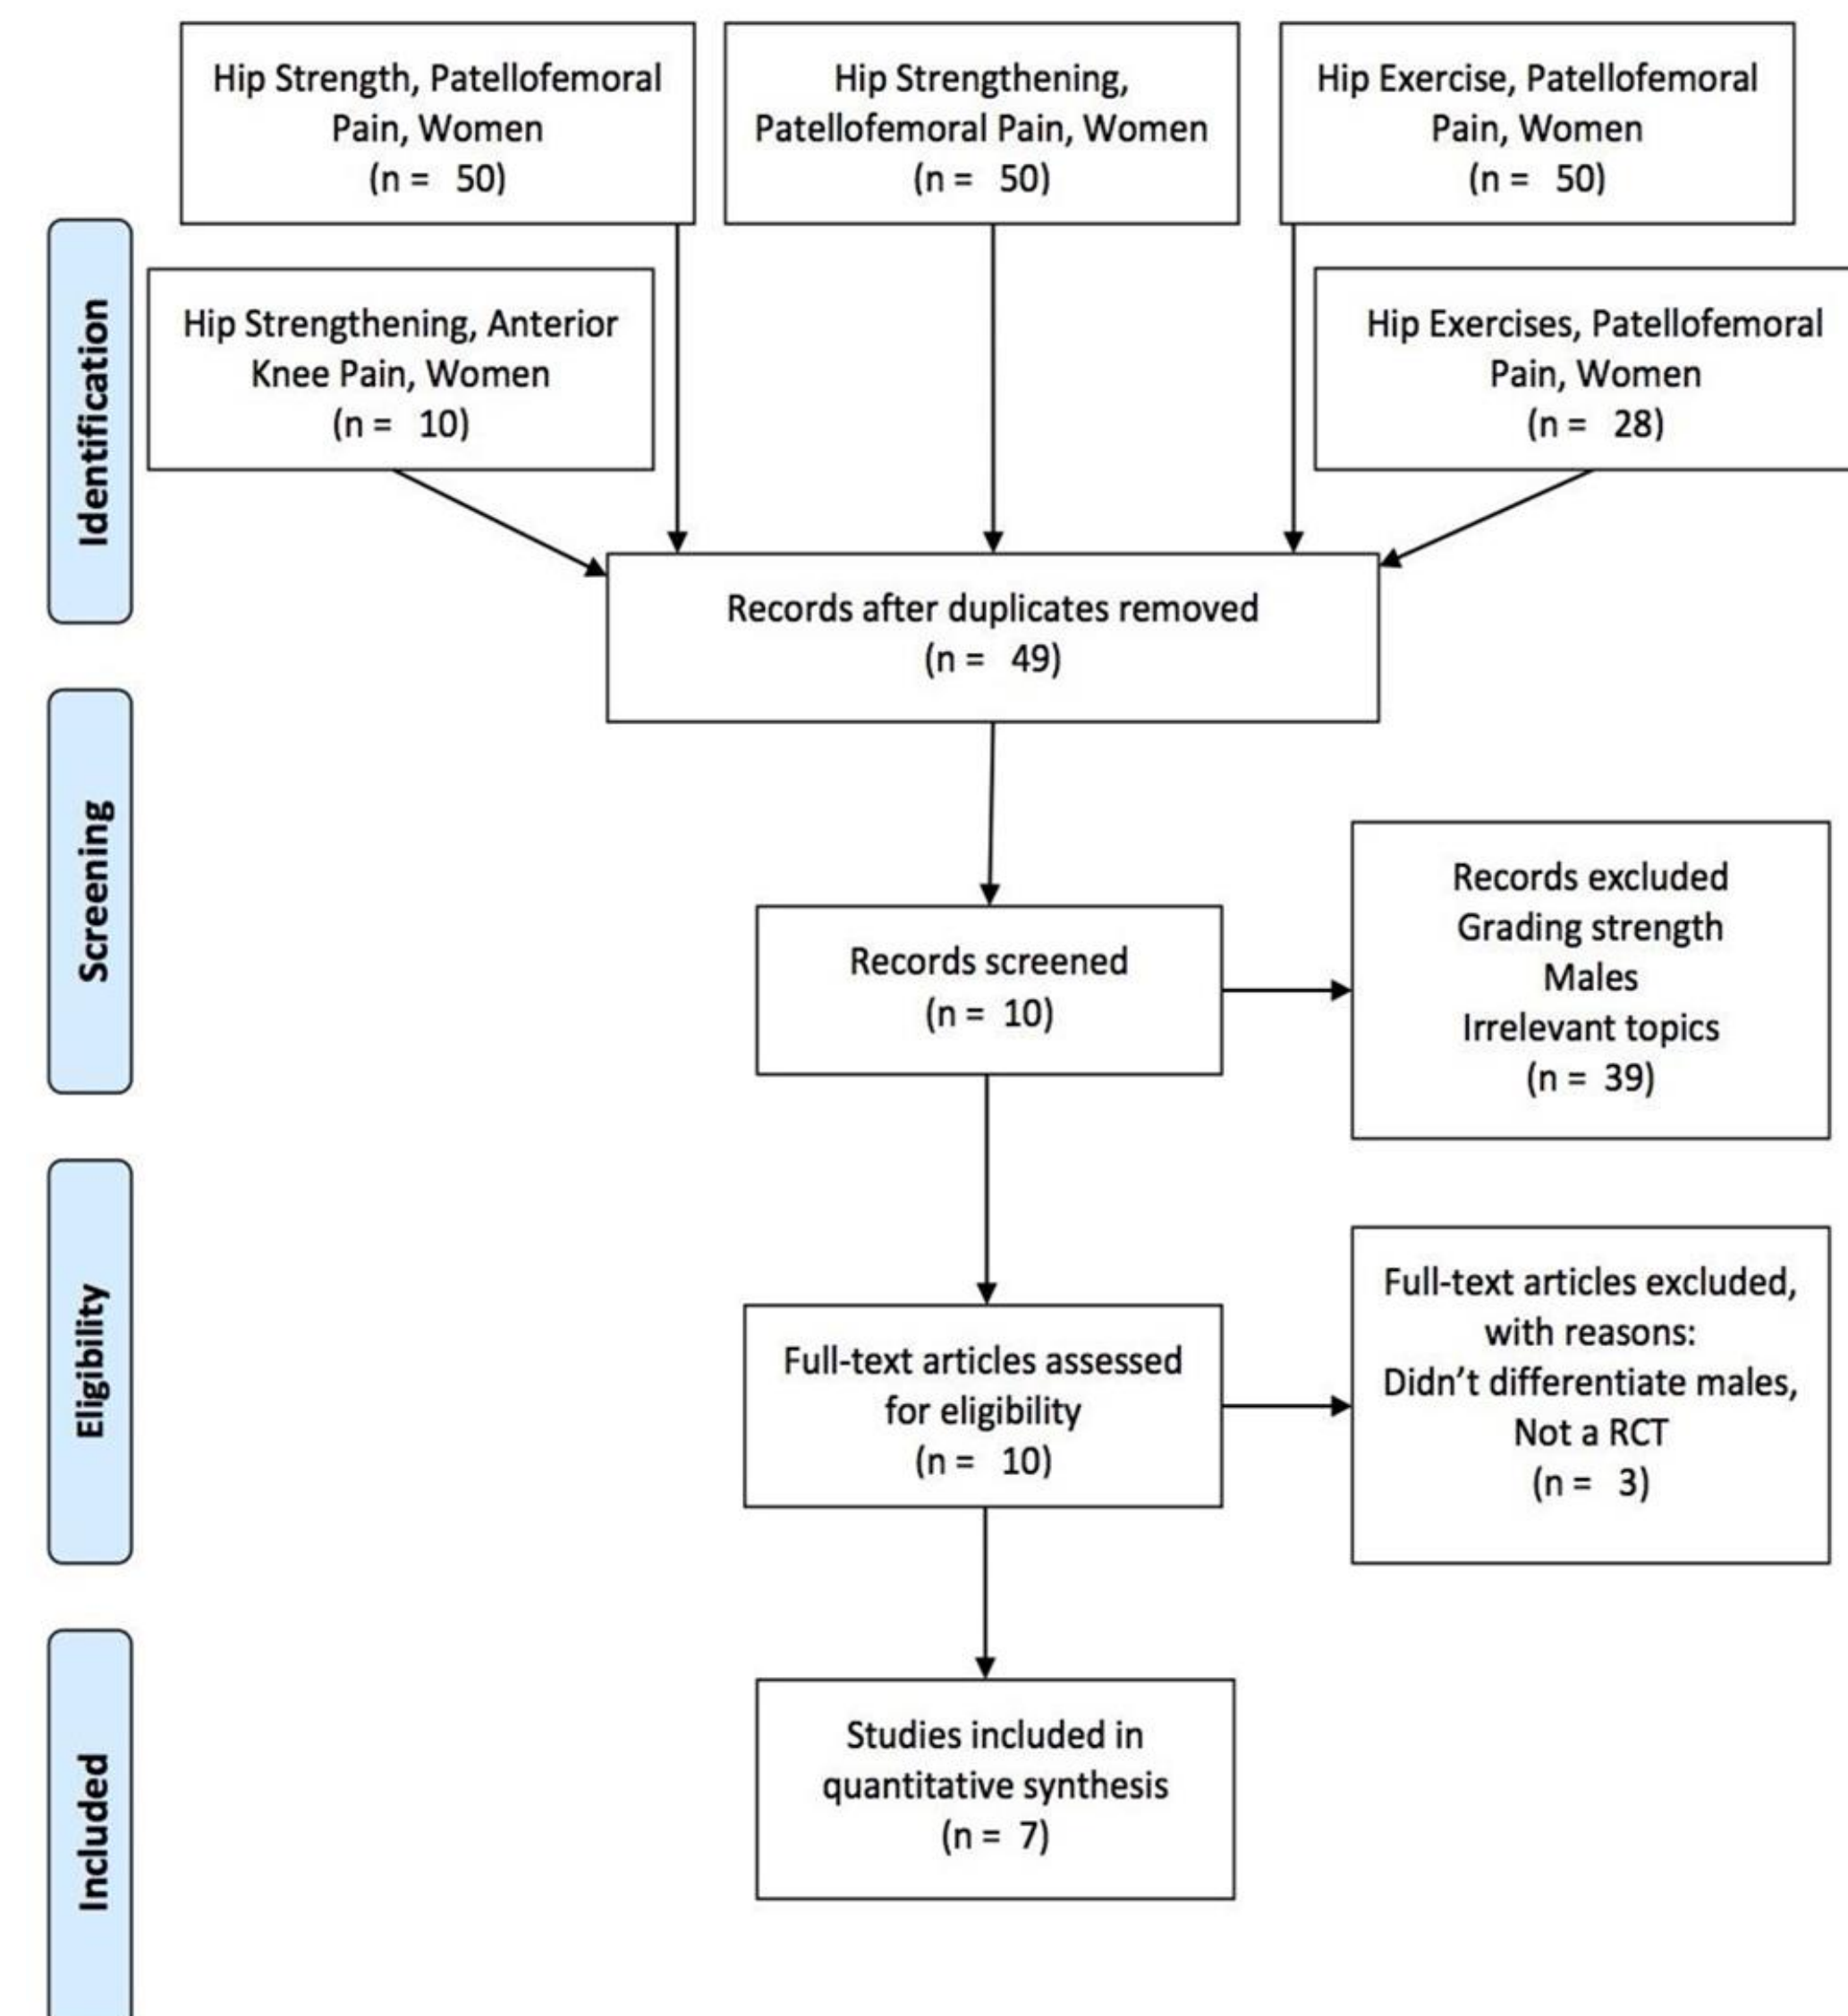 Hip Strength, Patellofemoral
Pain, Women
(n = 50)
Hip Strengthening,
Patellofemoral Pain, Women
(n = 50)
Hip Exercise, Patellofemoral
Pain, Women
(n = 50)
Identification
Hip Strengthening, Anterior
Knee Pain, Women
(n = 10)
Hip Exercises, Patellofemoral
Pain, Women
(n = 28)
Records after duplicates removed
(n = 49)
Screening
Records screened
(n = 10)
Records excluded
Grading strength
Males
Irrelevant topics
(n = 39)
Eligibility
Full-text articles assessed
for eligibility
(n = 10)
Full-text articles excluded,
with reasons:
Didn’t differentiate males,
Not a RCT
(n = 3)
Included
Studies included in
quantitative synthesis
(n = 7)